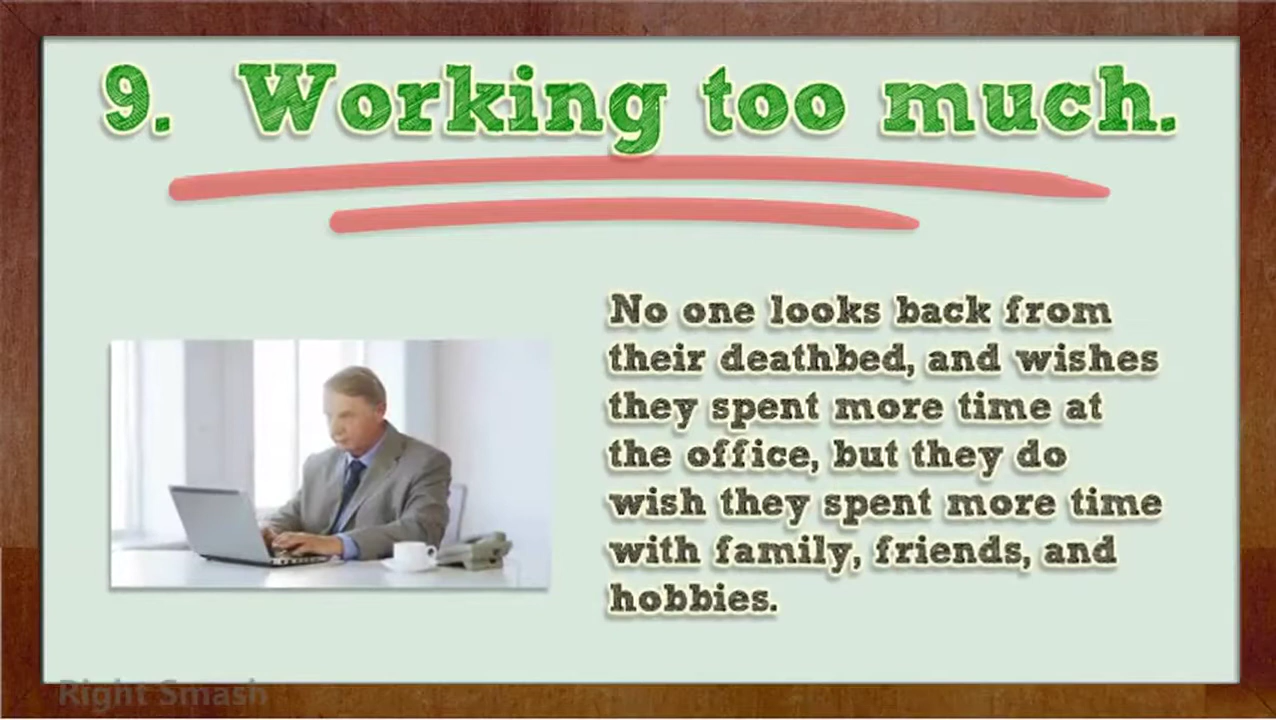 9. Working too much.
No one looks back from
their deathbed, and wishes
they spent more time at
the office, but they do
wish they spent more time
with family, friends, and
hobbies.
Right Smash